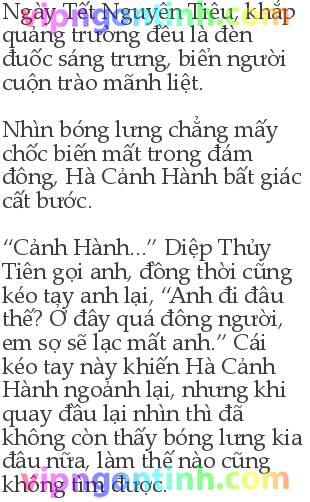 Ngày Tết Nguyên Tiêu, khắp
quảng trường đều là đèn
đuốc sáng trưng, biển người
cuộn trào mãnh liệt.
Nhìn bóng lưng chẳng mấy
chốc biến mất trong đám
đông, Hà Cảnh Hành bất giác
cất bước.
“Cảnh Hành...” Diệp Thủy
Tiên gọi anh, đồng thời cũng
kéo tay anh lại, “Anh đi đâu
thế? Ở đây quá đông người,
em sợ sẽ lạc mất anh.” Cái
kéo tay này khiến Hà Cảnh
Hành ngoảnh lại, nhưng khi
quay đầu lại nhìn thì đã
không còn thấy bóng lưng kia
đâu nữa, làm thế nào cũng
không tìm được.
vipngontinh.com
vipngontinh.com